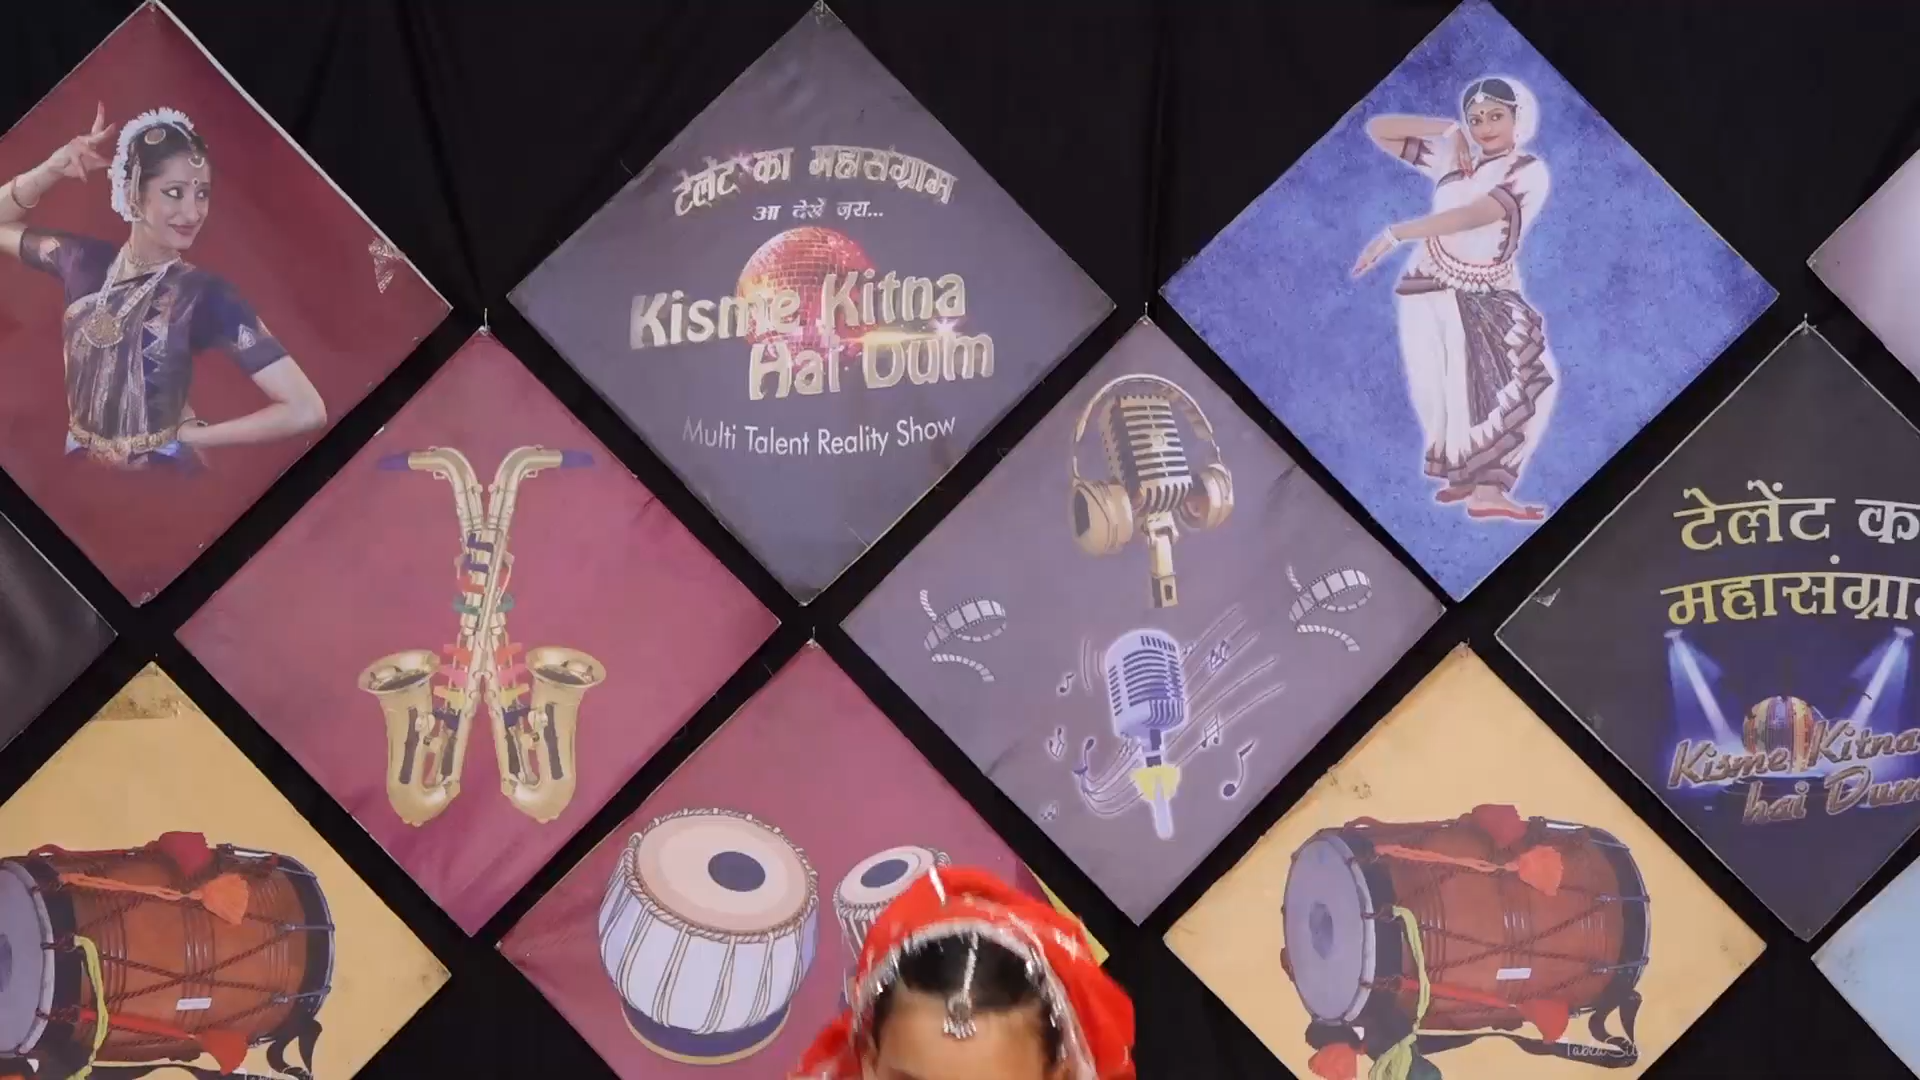 टेलेंट का महासंग्राम
आ देखें ज़रा...
Kisme Kitna
Hai Dum
Multi Talent Reality Show
टेलेंट क
महासंग्रा
Kisme Kitna
hai Dum